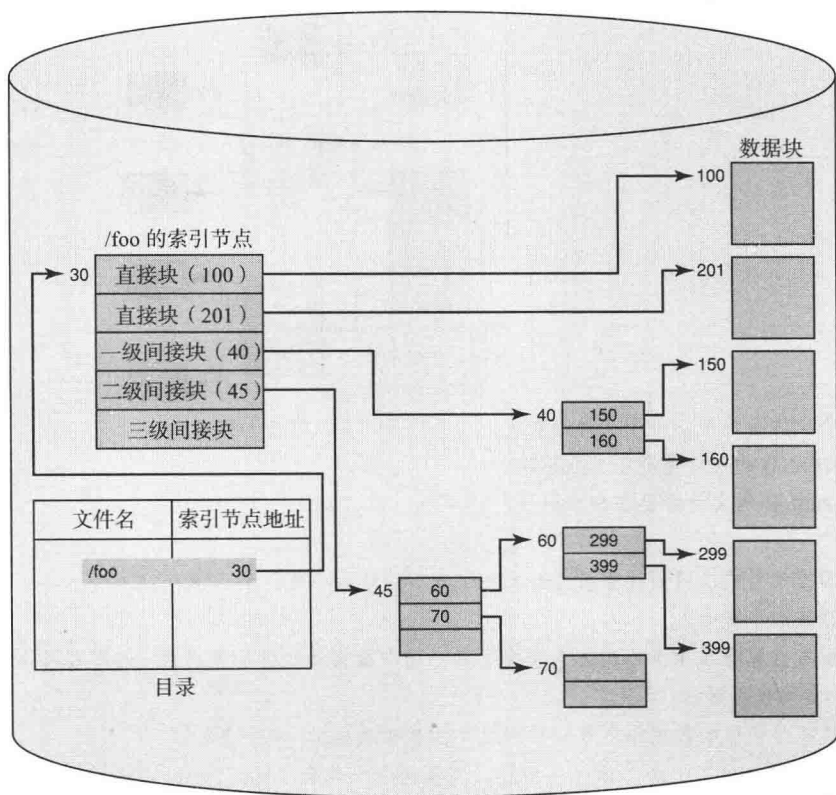 数据块
100
/foo 的索引节点
30
直接块（100）
201
直接块（201）
一级间接块（40）
150
二级间接块（45）
40
150
三级间接块
160
160
文件名
索引节点地址
60
299
299
/foo
30
399
45
60
70
399
70
目录